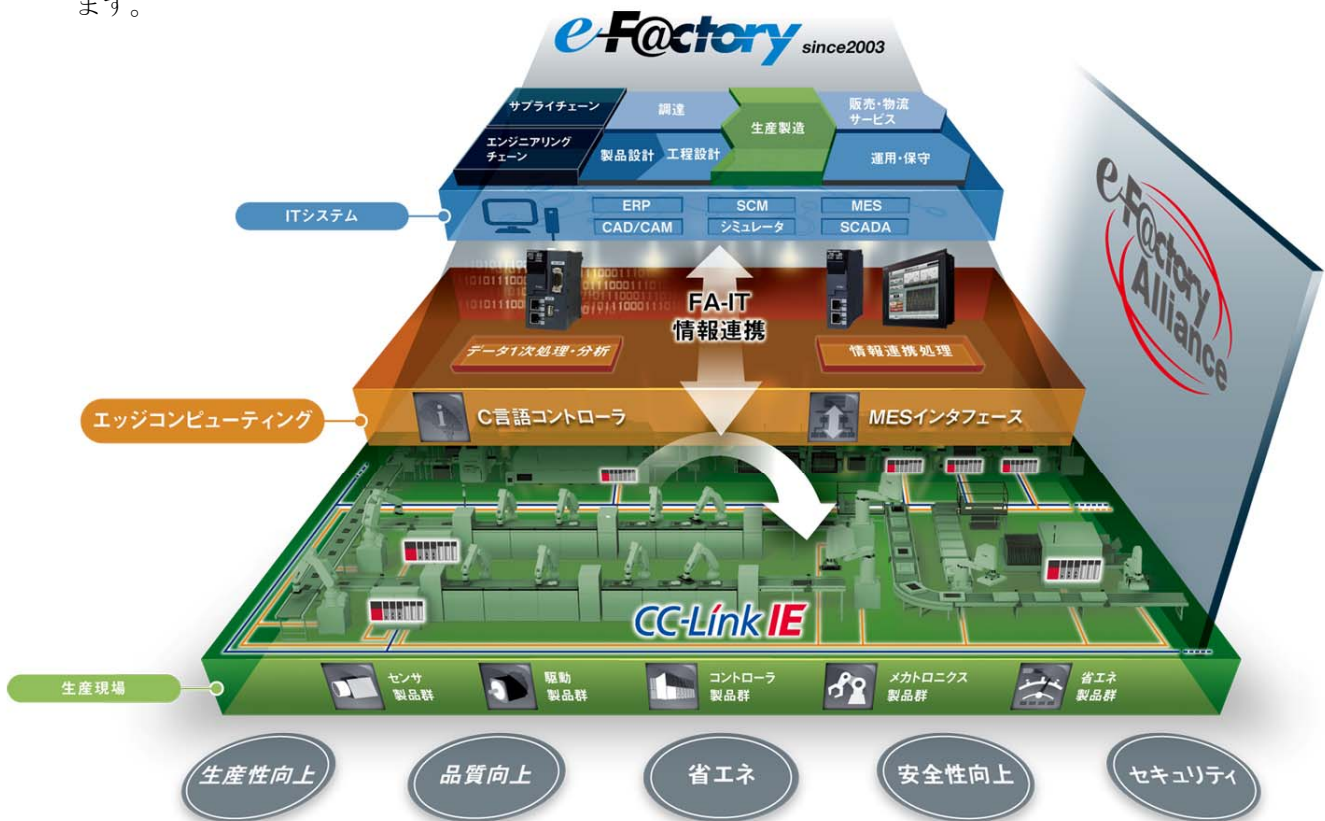 ます。
e-F@ctory since2003
サプライチェーン
調達
生産製造
販売・物流
サービス
エンジニアリング
チェーン
製品設計
工程設計
運用・保守
ITシステム
ERP
SCM
MES
CAD/CAM
シミュレータ
SCADA
FA-IT
情報連携
データ1次処理・分析
情報連携処理
エッジコンピューティング
C言語コントローラ
MESインタフェース
e-F@ctory
Alliance
CC-Link IE
生産現場
センサ
製品群
駆動
製品群
コントローラ
製品群
メカトロニクス
製品群
省エネ
製品群
生産性向上
品質向上
省エネ
安全性向上
セキュリティ